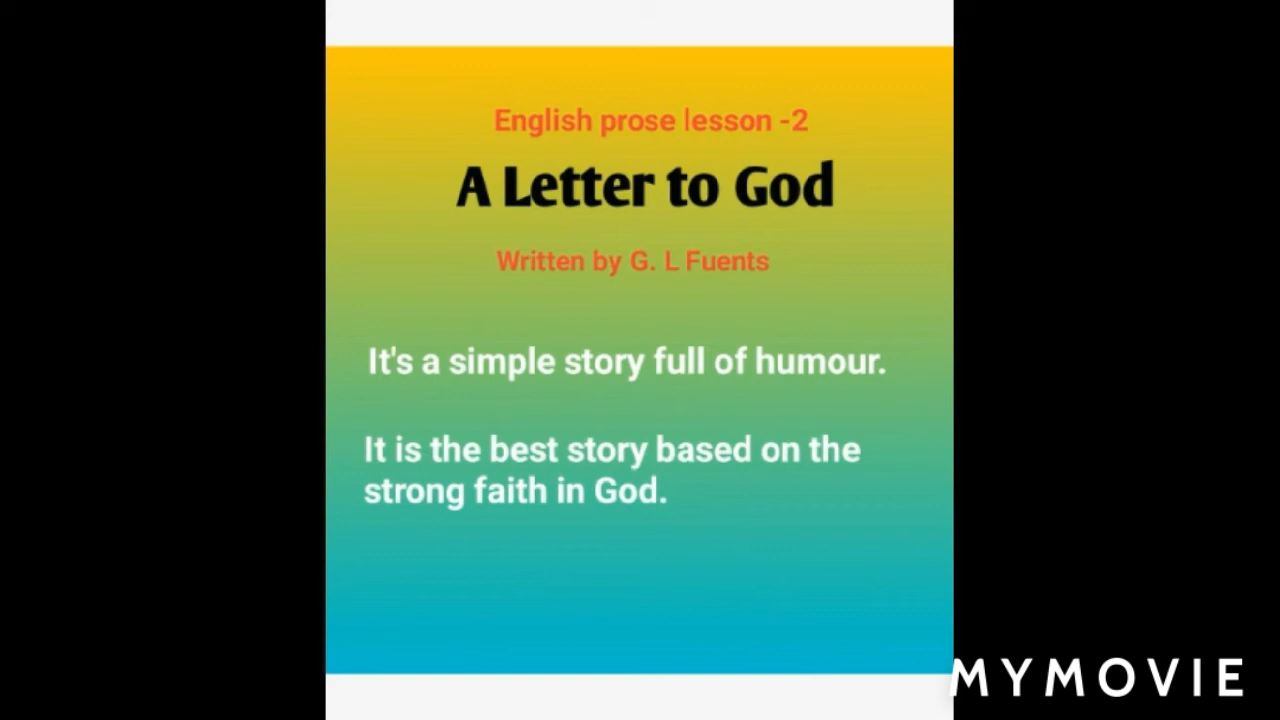 English prose lesson -2
A Letter to God
Written by G. L Fuents
It's a simple story full of humour.
It is the best story based on the
strong faith in God.
MYMOVIE